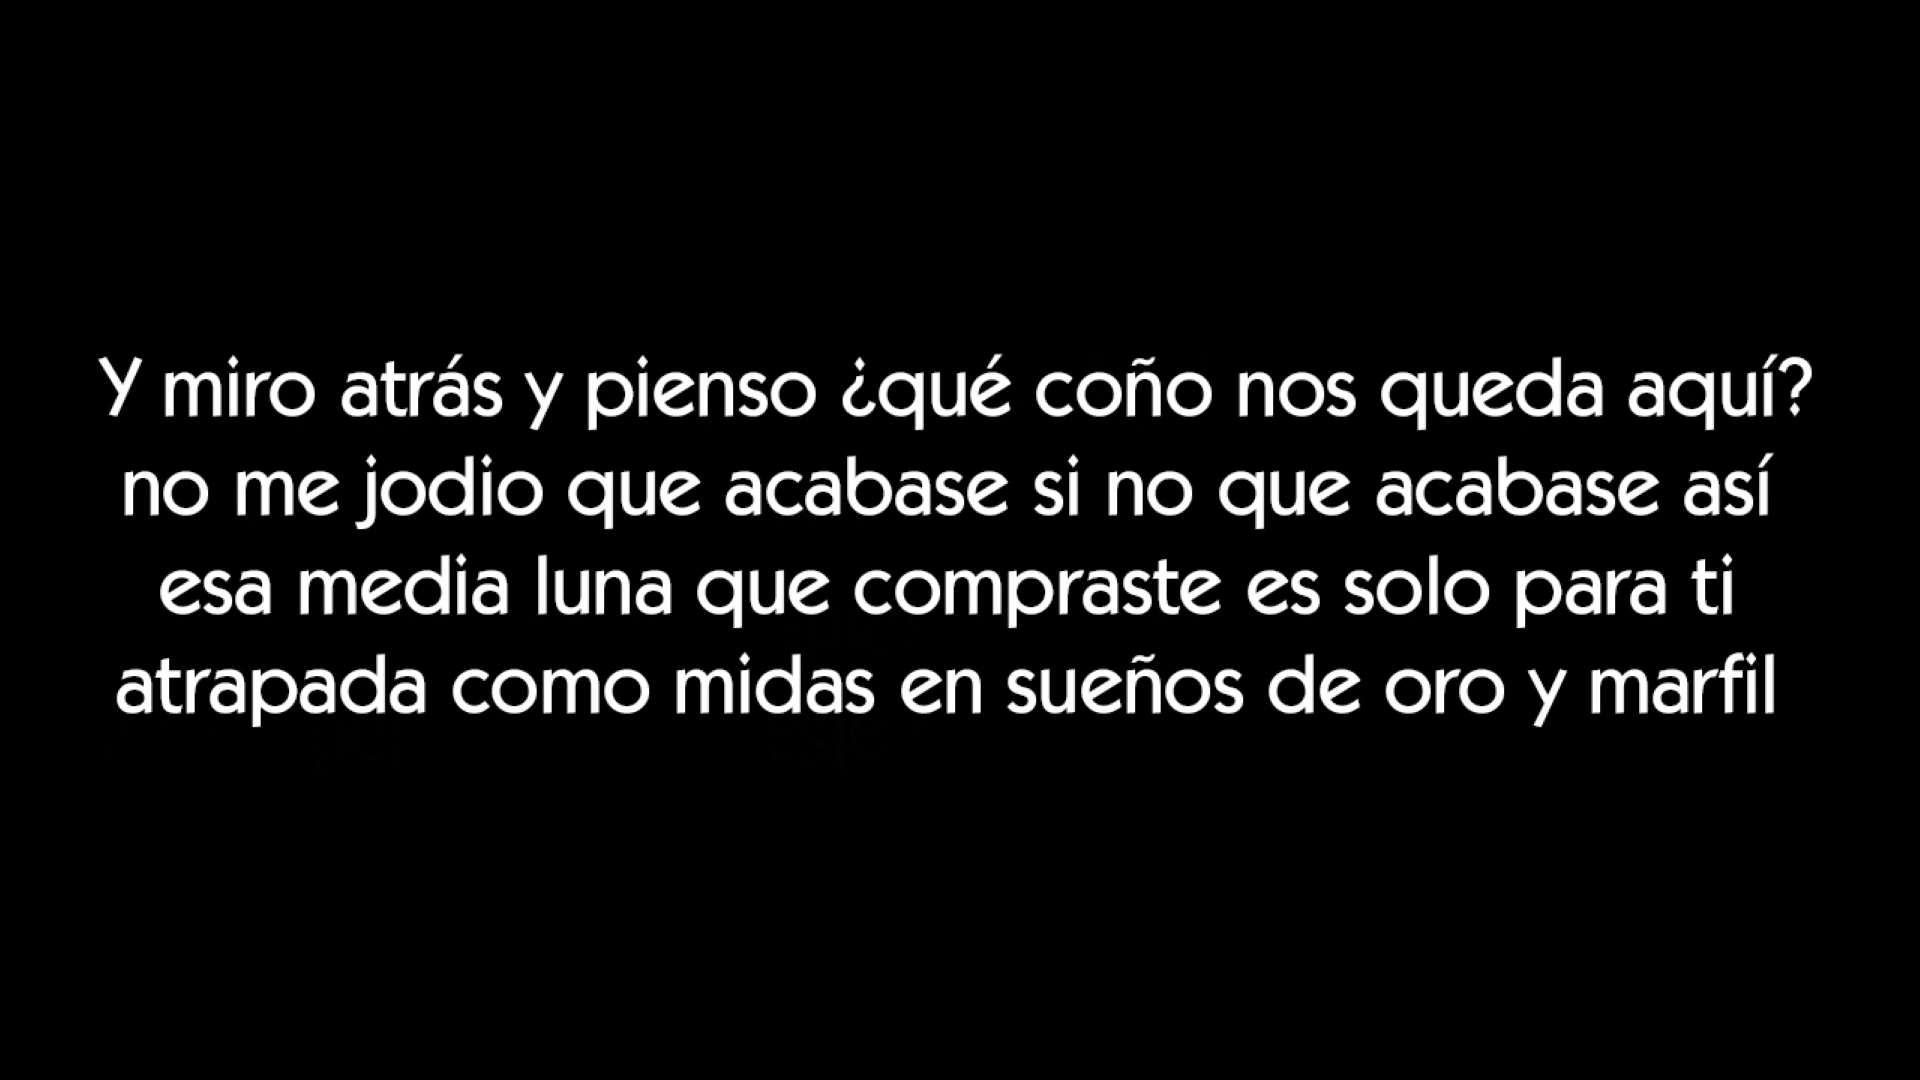 Y miro atrás y pienso ¿qué coño nos queda aquí?
no me jodio que acabase si no que acabase así
esa media luna que compraste es solo para ti
atrapada como midas en sueños de oro y marfil